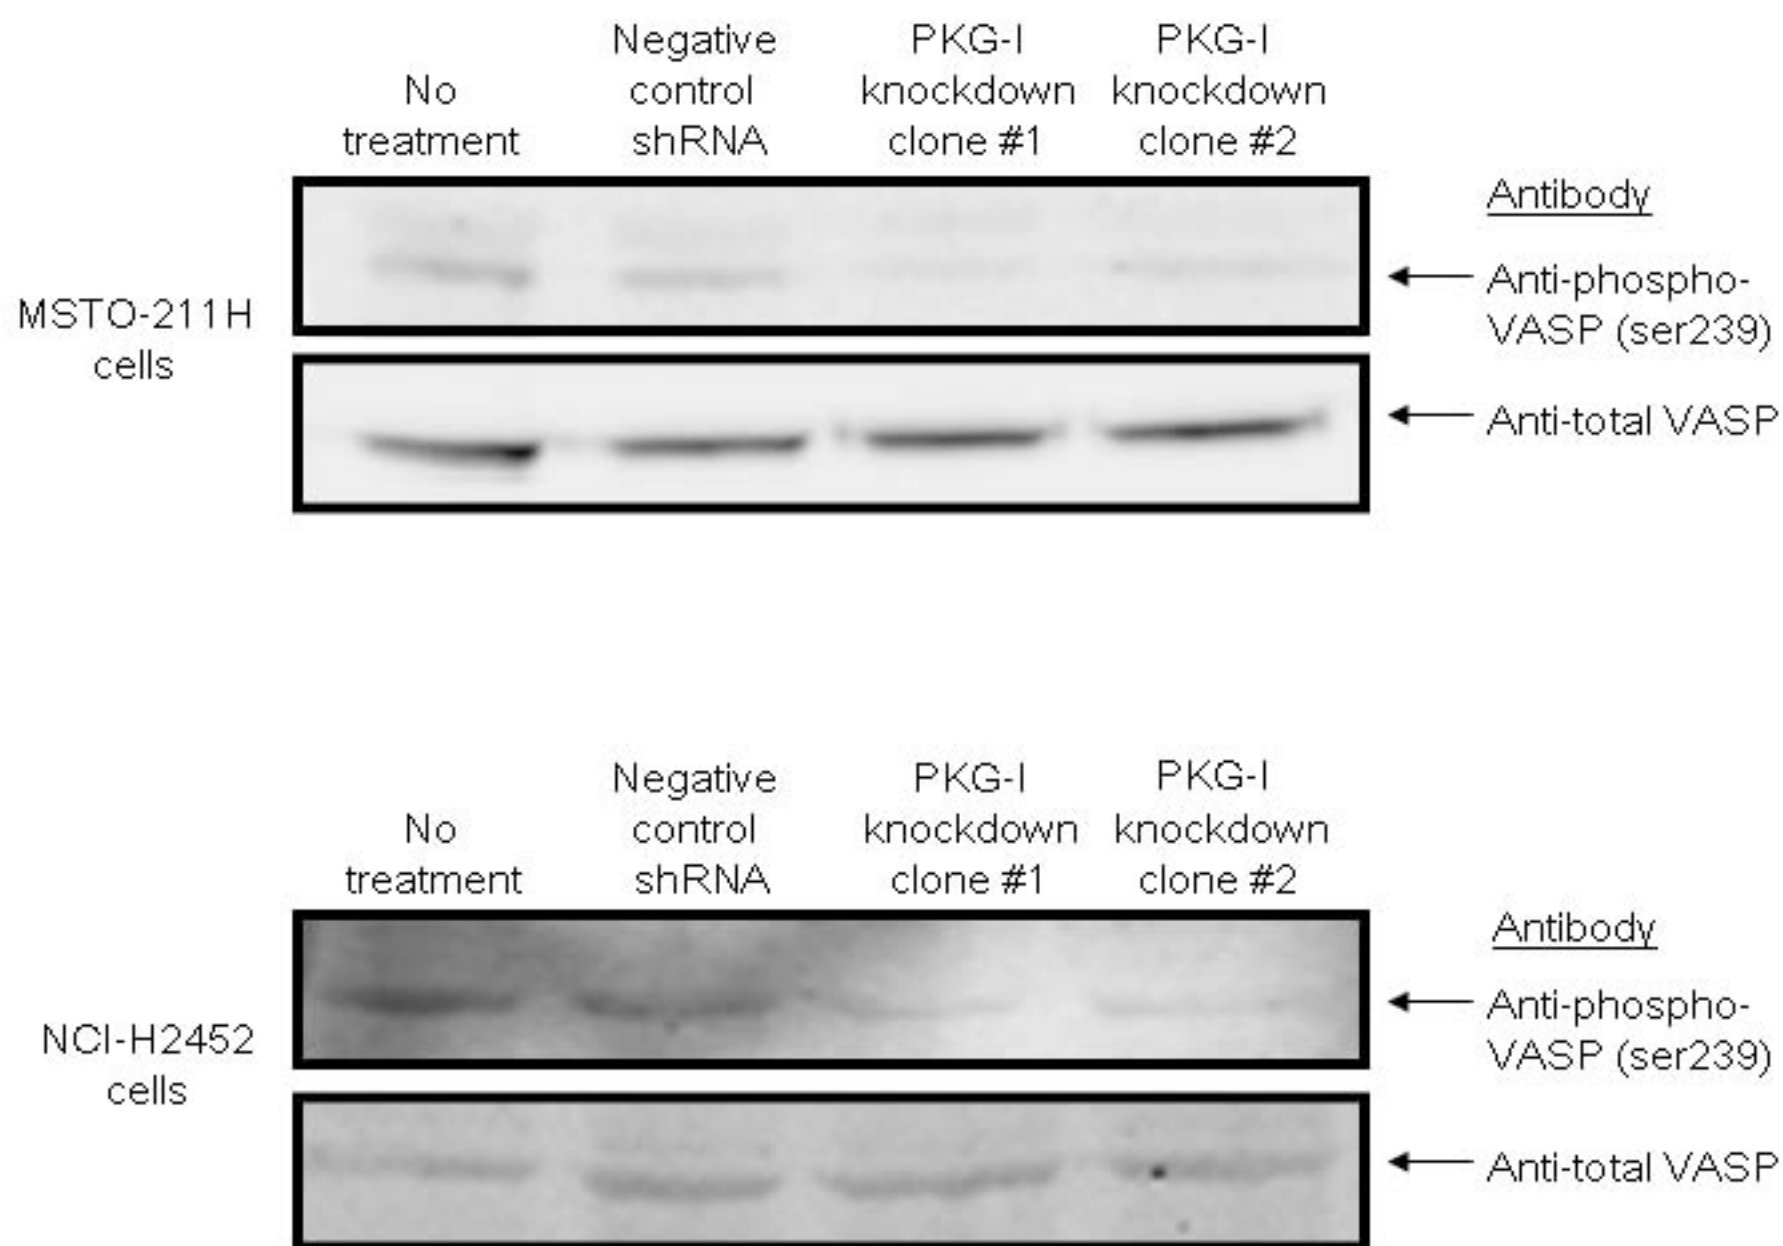 No
treatment
Negative
control
shRNA
PKG-I
knockdown
clone #1
PKG-I
knockdown
clone #2
MSTO-211H
cells
Antibody
Anti-phospho-
VASP (ser239)
Anti-total VASP
No
treatment
Negative
control
shRNA
PKG-I
knockdown
clone #1
PKG-I
knockdown
clone #2
NCI-H2452
cells
Antibody
Anti-phospho-
VASP (ser239)
Anti-total VASP